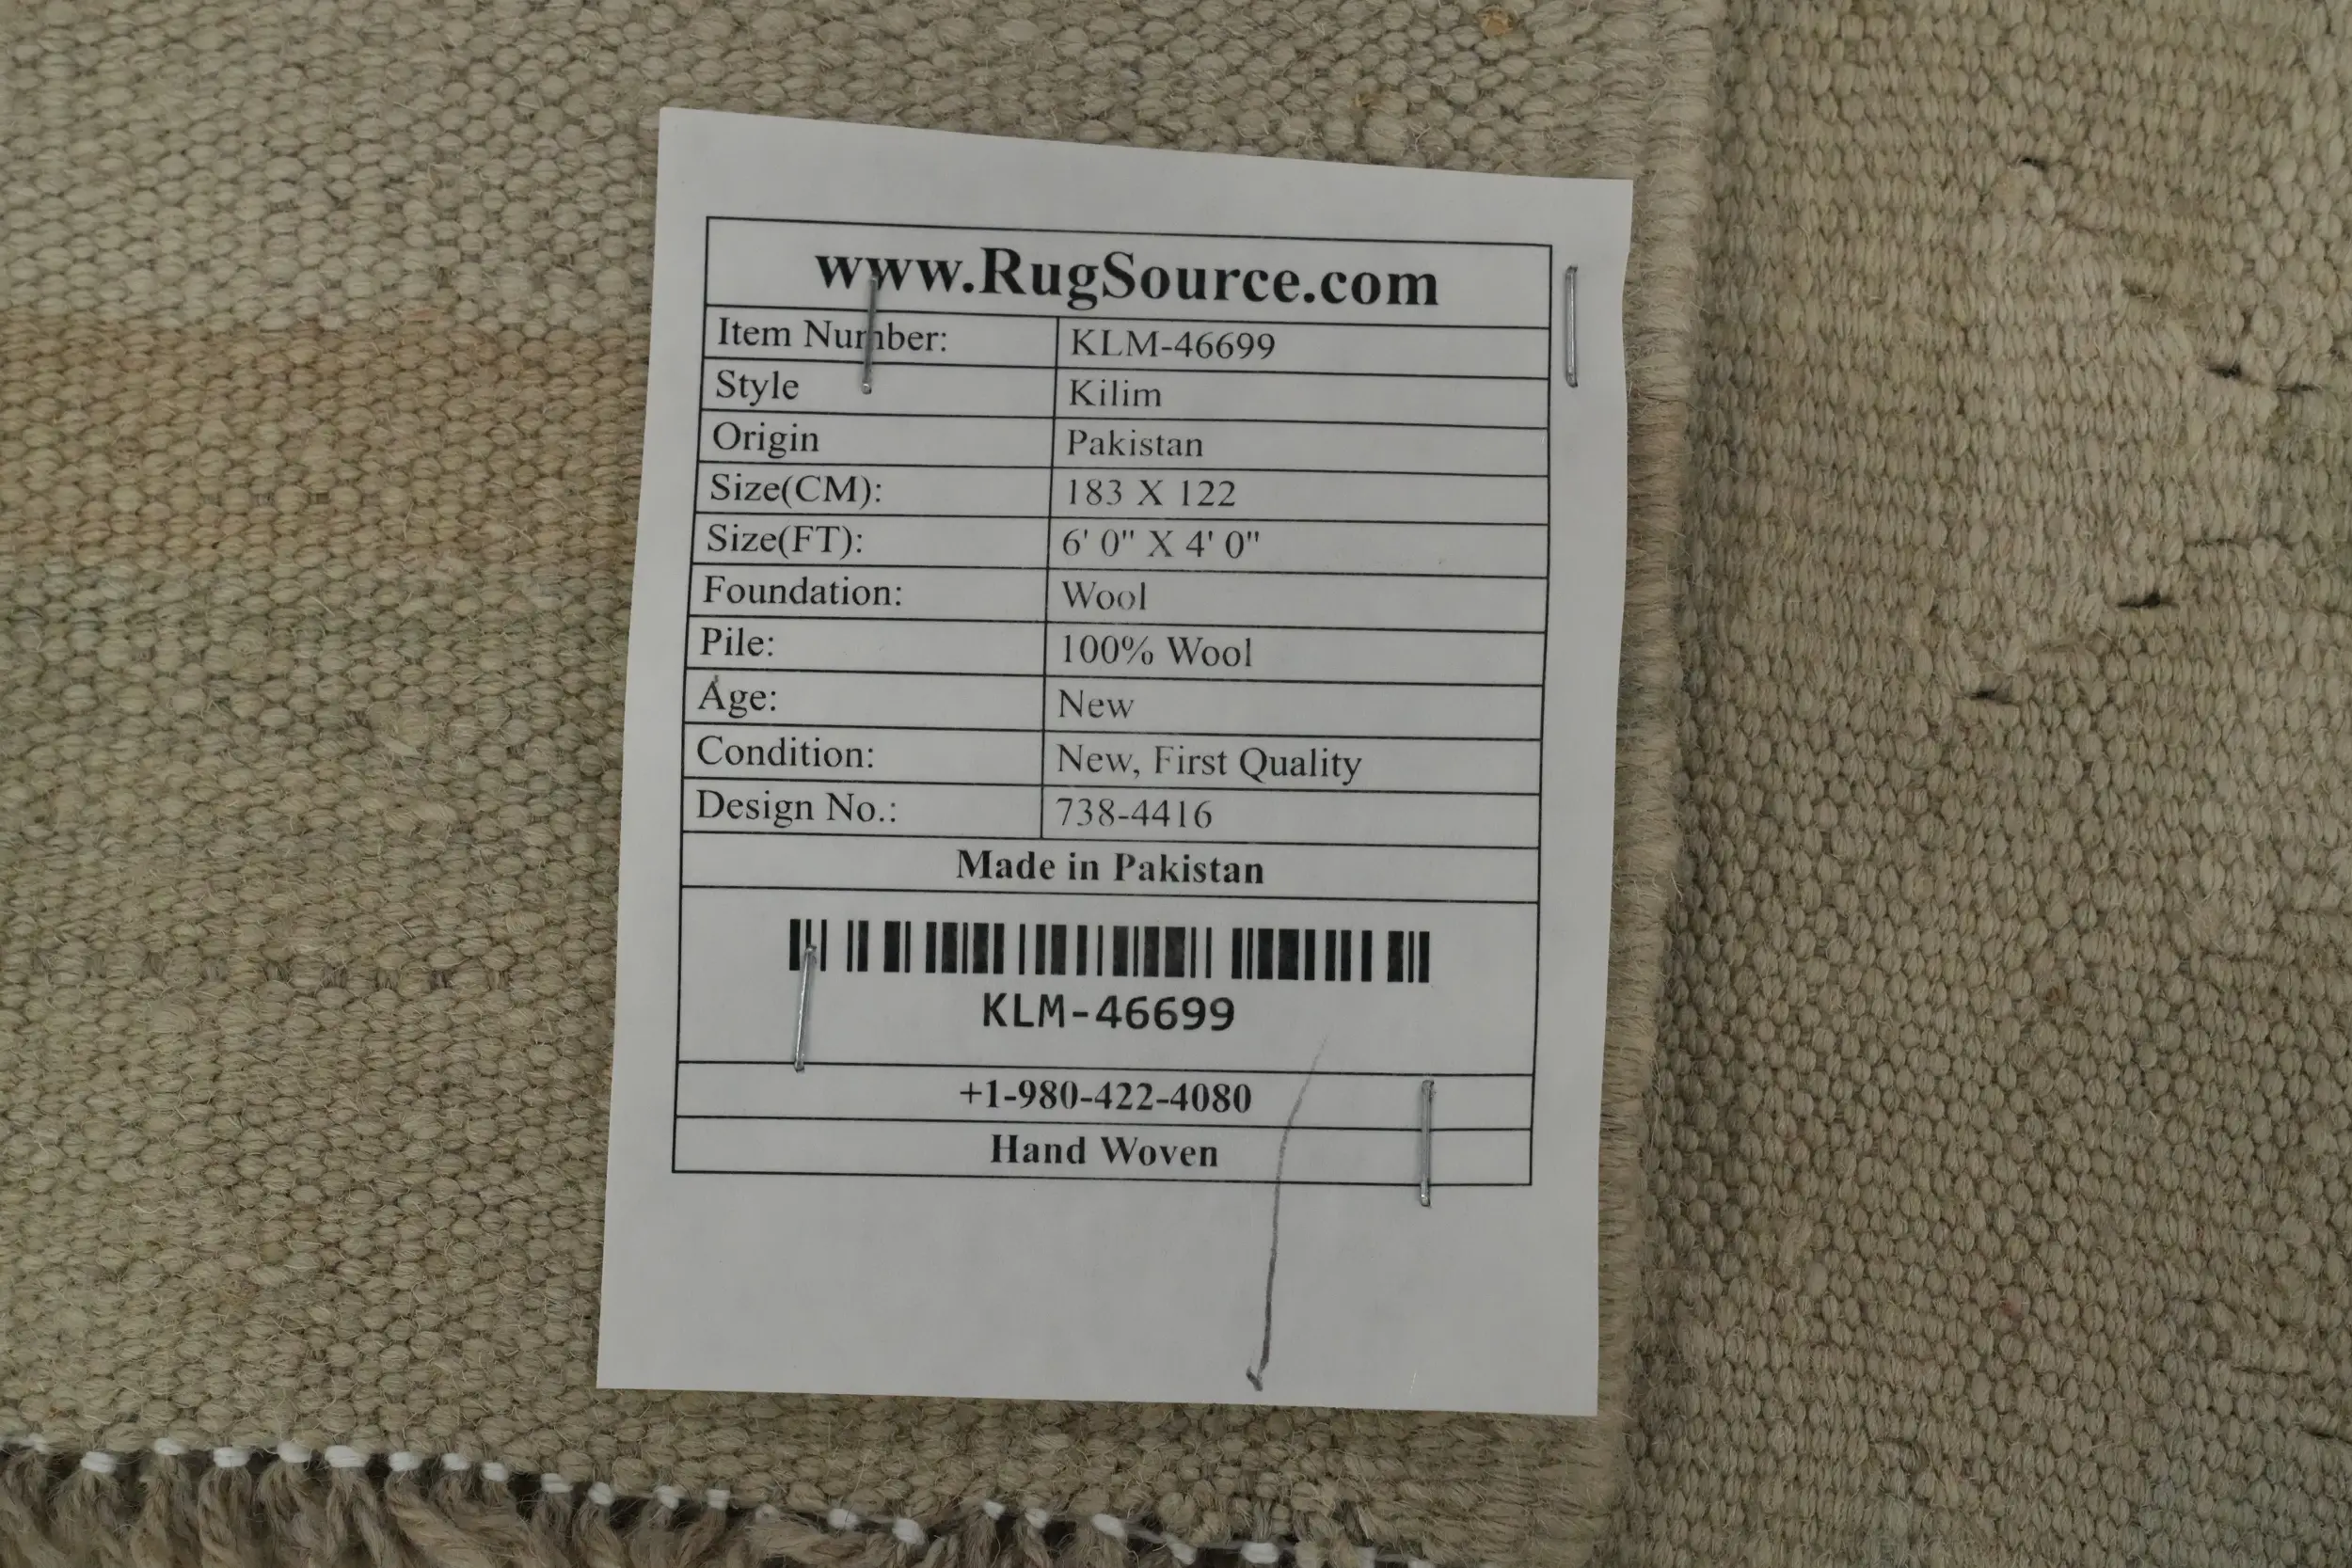 www.RugSource.com
Item Number: KLM-46699
Style Kilim
Origin Pakistan
Size(CM): 183 X 122
Size(FT): 6' 0" X 4' 0"
Foundation: Wool
Pile: 100% Wool
Age: New
Condition: New, First Quality
Design No.: 738-4416
Made in Pakistan
KLM-46699
+1-980-422-4080
Hand Woven